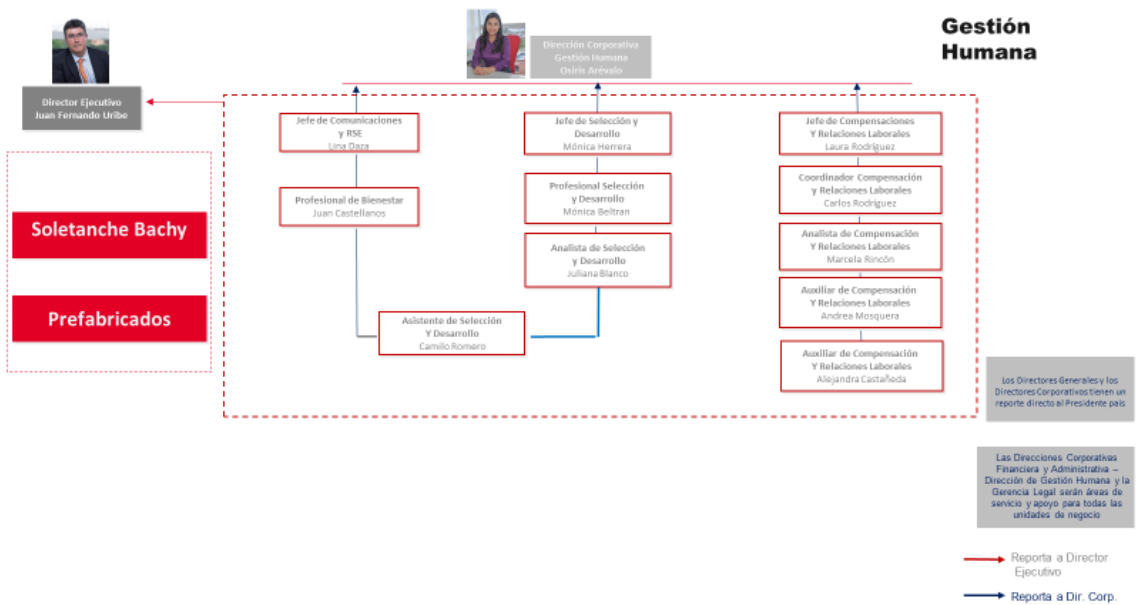 Gestión
Humana
Dirección Corporativa
Gestión Humana
Osiris Arévalo
Director Ejecutivo
Juan Fernando Uribe
Jefe de Comunicaciones
y RSE
Lina Daza
Profesional de Bienestar
Juan Castellanos
Jefe de Selección y
Desarrollo
Mónica Herrera
Profesional Selección
y Desarrollo
Mónica Beltran
Analista de Selección
y Desarrollo
Juliana Blanco
Asistente de Selección
Y Desarrollo
Camilo Romero
Jefe de Compensaciones
Y Relaciones Laborales
Laura Rodríguez
Coordinador Compensación
y Relaciones Laborales
Carlos Rodríguez
Analista de Compensación
Y Relaciones Laborales
Marcela Rincón
Auxiliar de Compensación
Y Relaciones Laborales
Andrea Mosquera
Auxiliar de Compensación
Y Relaciones Laborales
Alejandra Castañeda
Soletanche Bachy
Prefabricados
Los Directores Generales y los
Directores Corporativos tienen un
reporte directo al Presidente país
Las Direcciones Corporativas
Financiera y Administrativa –
Dirección de Gestión Humana y la
Gerencia Legal serán áreas de
servicio y apoyo para todas las
unidades de negocio
Reporta a Director
Ejecutivo
Reporta a Dir. Corp.